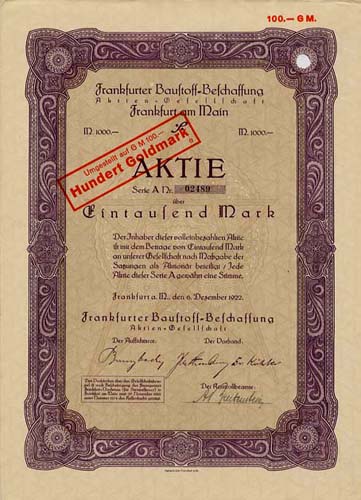 100.— G M.
Frankfurter Baustoff-Beschaffung
Aktien-Gesellschaft
Frankfurt am Main
M. 1000.—
M. 1000.—
Umgestellt auf G M 100.—
Hundert Goldmark
AKTIE
Serie A Nr. 02489
über
Eintausend Mark
Der Inhaber dieser volleinbezahlten Aktie
ist mit dem Betrage von Eintausend Mark
an unserer Gesellschaft nach Maßgabe der
Satzungen als Aktionär beteiligt / Jede
Aktie dieser Serie A gewährt eine Stimme.
Frankfurt a. M., den 6. Dezember 1922.
Frankfurter Baustoff-Beschaffung
Aktien-Gesellschaft
Der Aufsichtsrat:
Der Vorstand: